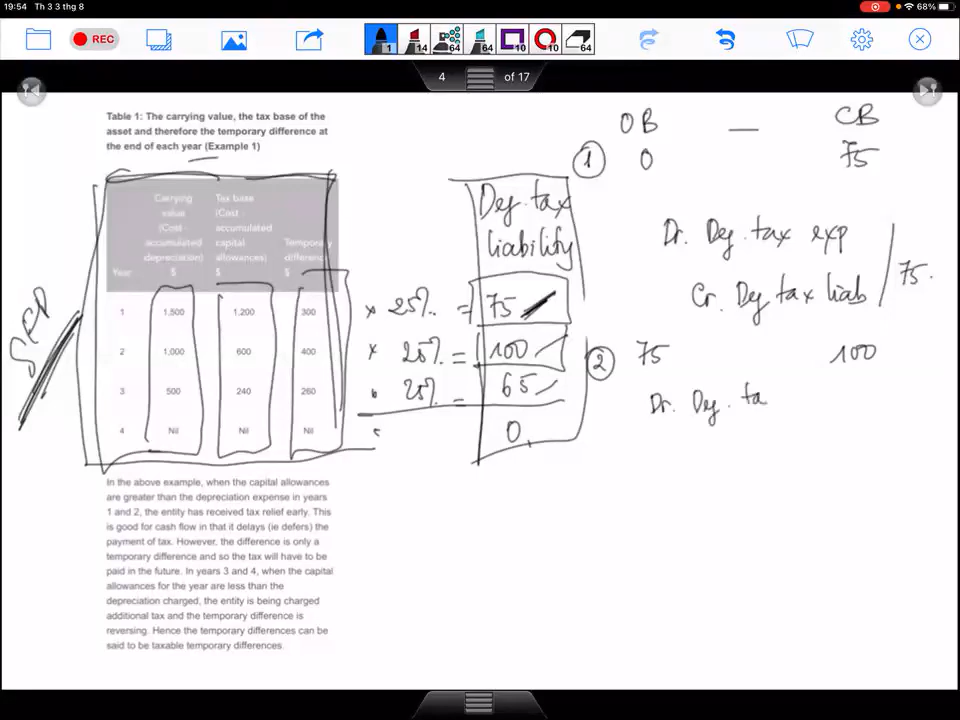 19:54 Th 3 3 thg 8
68%
REC
1 14 64 64 10 10 64
4 of 17
Table 1: The carrying value, the tax base of the
asset and therefore the temporary difference at
the end of each year (Example 1)
Year
Carrying
value
(Cost -
accumulated
depreciation)
$
Tax base
(Cost -
accumulated
capital
allowances)
$
Temporary
difference
$
1 1,500 1,200 300
2 1,000 600 400
3 500 240 260
4 Nil Nil Nil
SFP
Def. tax
liability
x 25% = 75
x 25% = 100
25% = 65
0
OB — CB
1 0 75
Dr. Def. tax exp
Cr. Def tax liab
75.
2 75 100
Dr. Def. ta
In the above example, when the capital allowances
are greater than the depreciation expense in years
1 and 2, the entity has received tax relief early. This
is good for cash flow in that it delays (ie defers) the
payment of tax. However, the difference is only a
temporary difference and so the tax will have to be
paid in the future. In years 3 and 4, when the capital
allowances for the year are less than the
depreciation charged, the entity is being charged
additional tax and the temporary difference is
reversing. Hence the temporary differences can be
said to be taxable temporary differences.